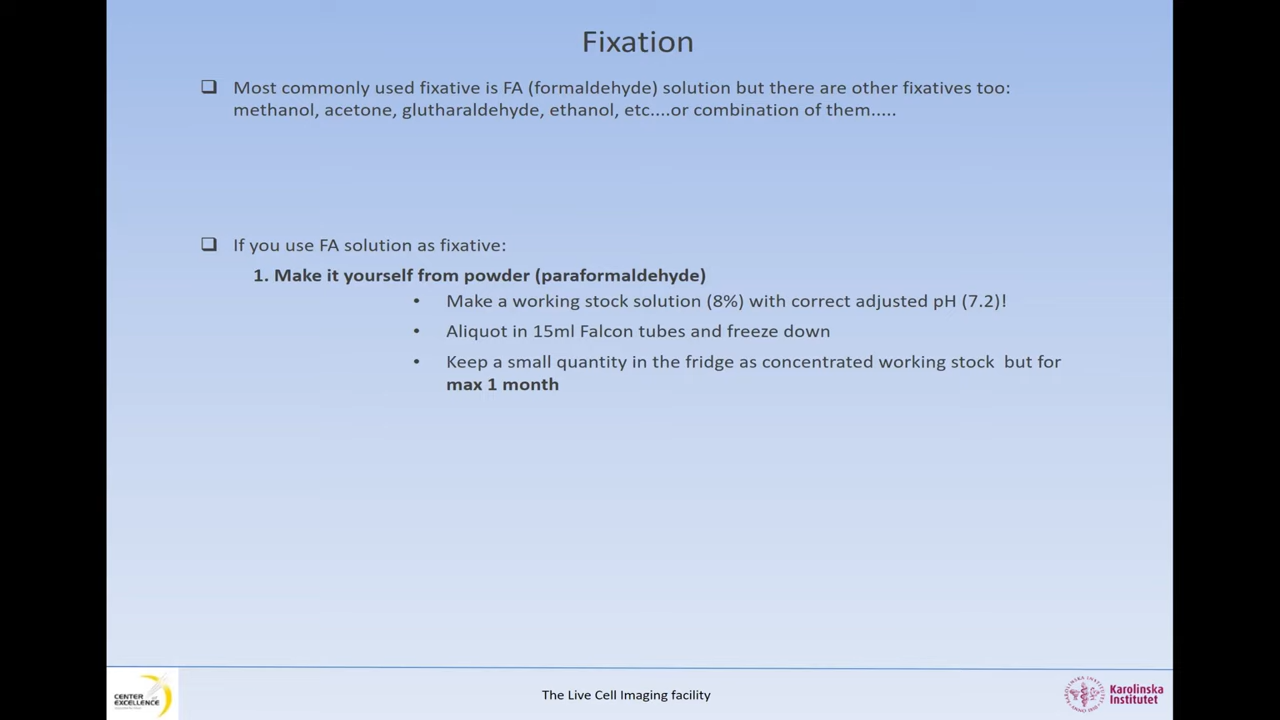 Fixation
❑ Most commonly used fixative is FA (formaldehyde) solution but there are other fixatives too:
methanol, acetone, glutharaldehyde, ethanol, etc....or combination of them.....
❑ If you use FA solution as fixative:
1. Make it yourself from powder (paraformaldehyde)
• Make a working stock solution (8%) with correct adjusted pH (7.2)!
• Aliquot in 15ml Falcon tubes and freeze down
• Keep a small quantity in the fridge as concentrated working stock but for
max 1 month
CENTER
EXCELLENCE
The Live Cell Imaging facility
Karolinska
Institutet